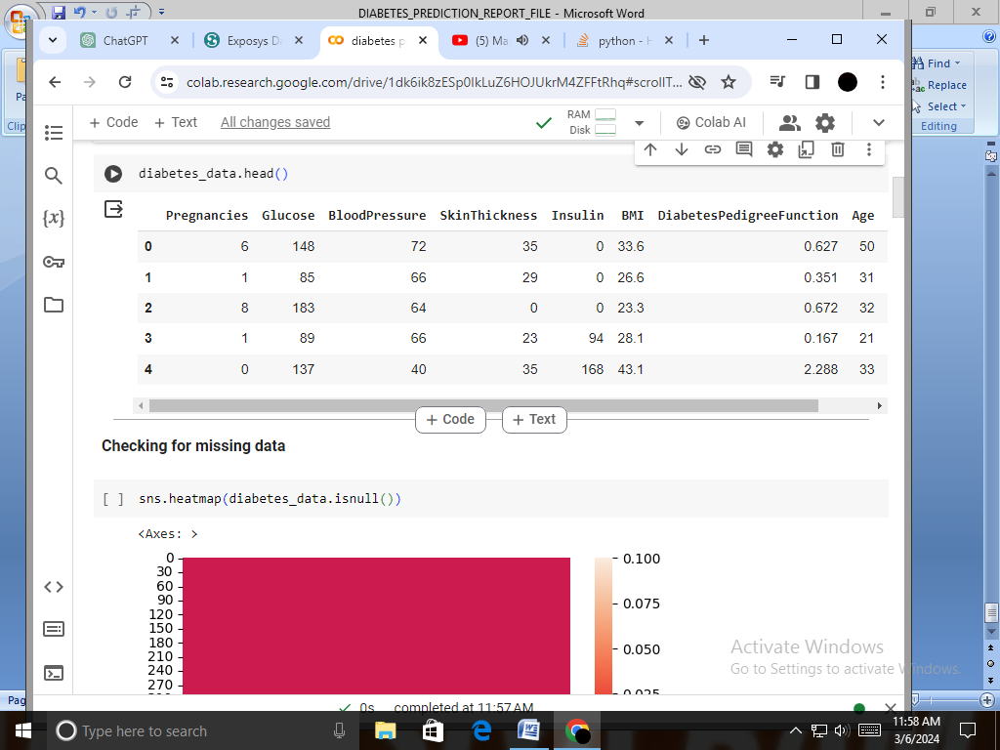 DIABETES_PREDICTION_REPORT_FILE - Microsoft Word
ChatGPT
Exposys D
diabetes p
(5) Ma
python - H
colab.research.google.com/drive/1dk6ik8zESp0IkLuZ6HOJUkrM4ZFFtRhq#scrollT...
Find
Replace
Select
Editing
Pa
Clip
+ Code + Text All changes saved
RAM
Disk
Colab AI
{x}
diabetes_data.head()
Pregnancies Glucose BloodPressure SkinThickness Insulin BMI DiabetesPedigreeFunction Age
0 6 148 72 35 0 33.6 0.627 50
1 1 85 66 29 0 26.6 0.351 31
2 8 183 64 0 0 23.3 0.672 32
3 1 89 66 23 94 28.1 0.167 21
4 0 137 40 35 168 43.1 2.288 33
+ Code + Text
Checking for missing data
[ ] sns.heatmap(diabetes_data.isnull())
<Axes: >
0
30
60
90
120
150
180
210
240
270
0.100
0.075
0.050
0.025
Activate Windows
Go to Settings to activate Windows.
Pag
0s completed at 11:57 AM
Type here to search
11:58 AM
3/6/2024